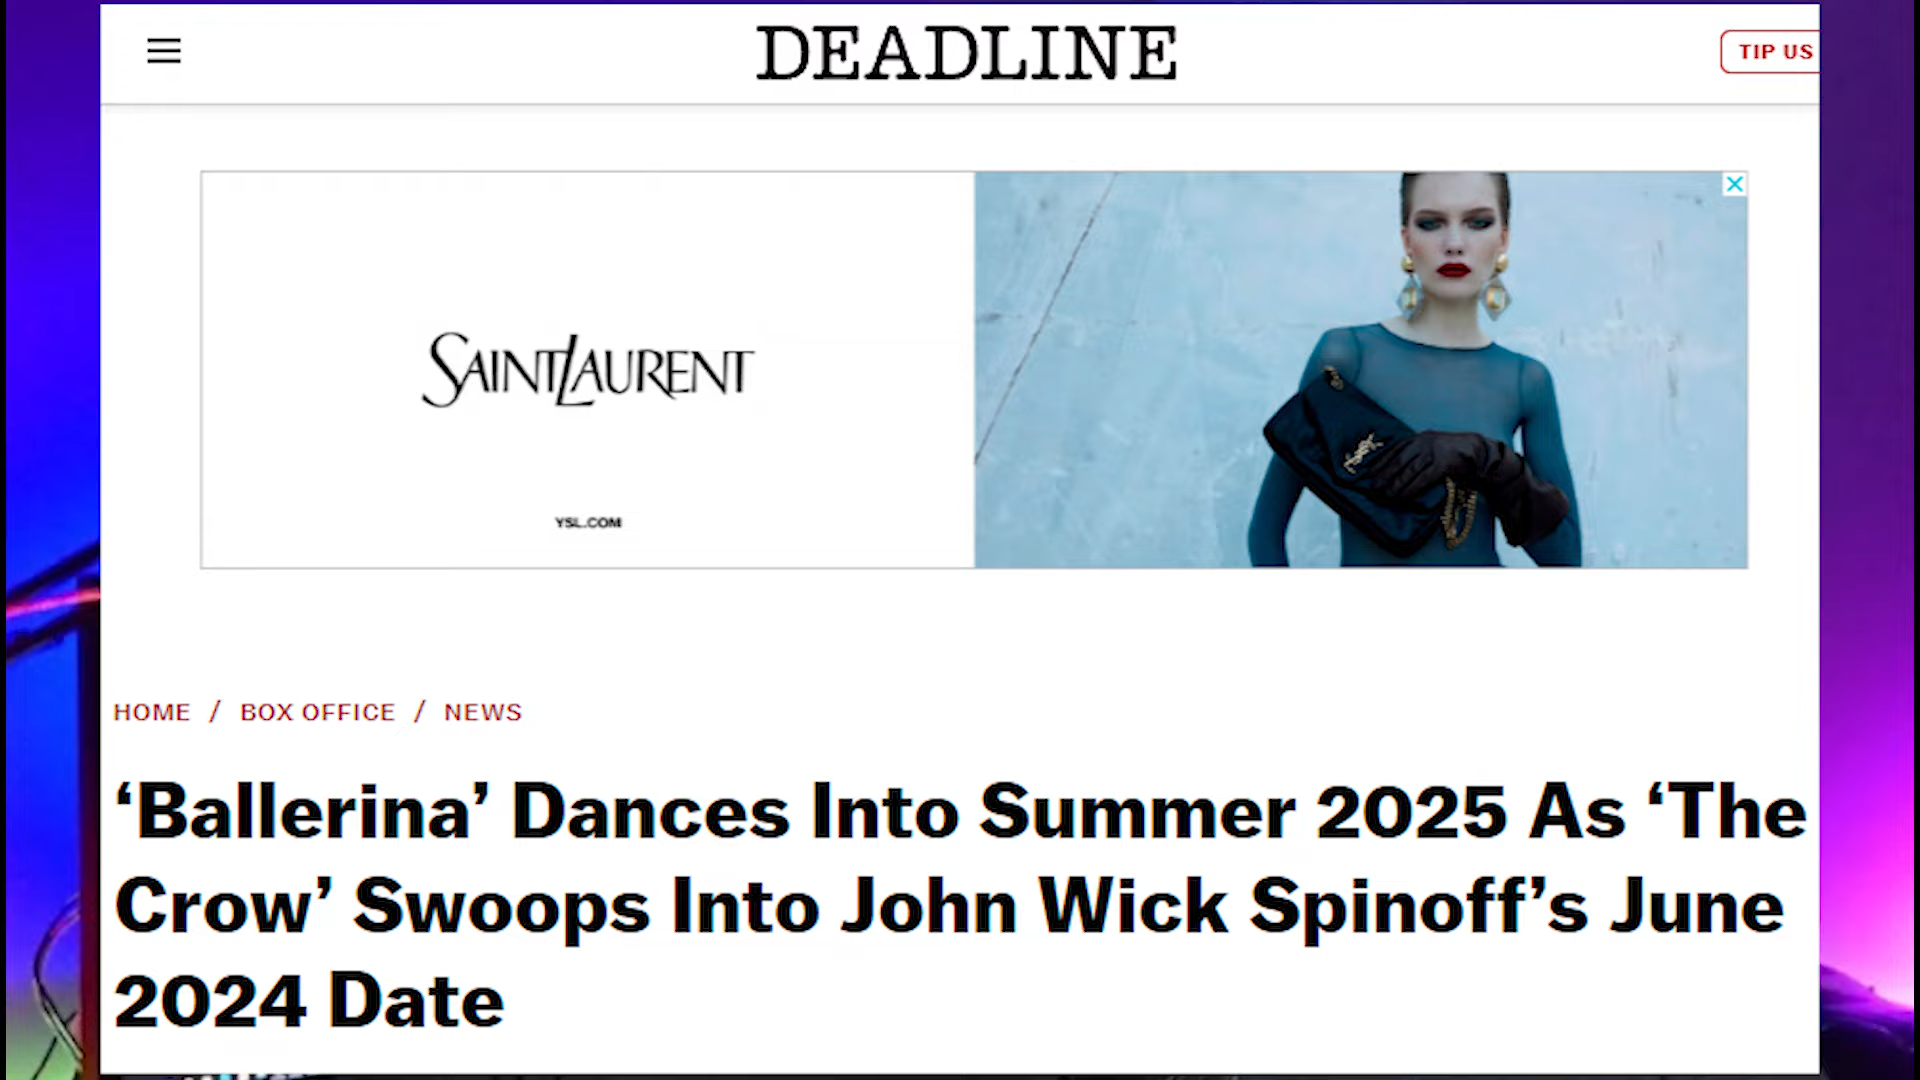 DEADLINE
TIP US
SAINT LAURENT
YSL.COM
HOME / BOX OFFICE / NEWS
‘Ballerina’ Dances Into Summer 2025 As ‘The
Crow’ Swoops Into John Wick Spinoff’s June
2024 Date